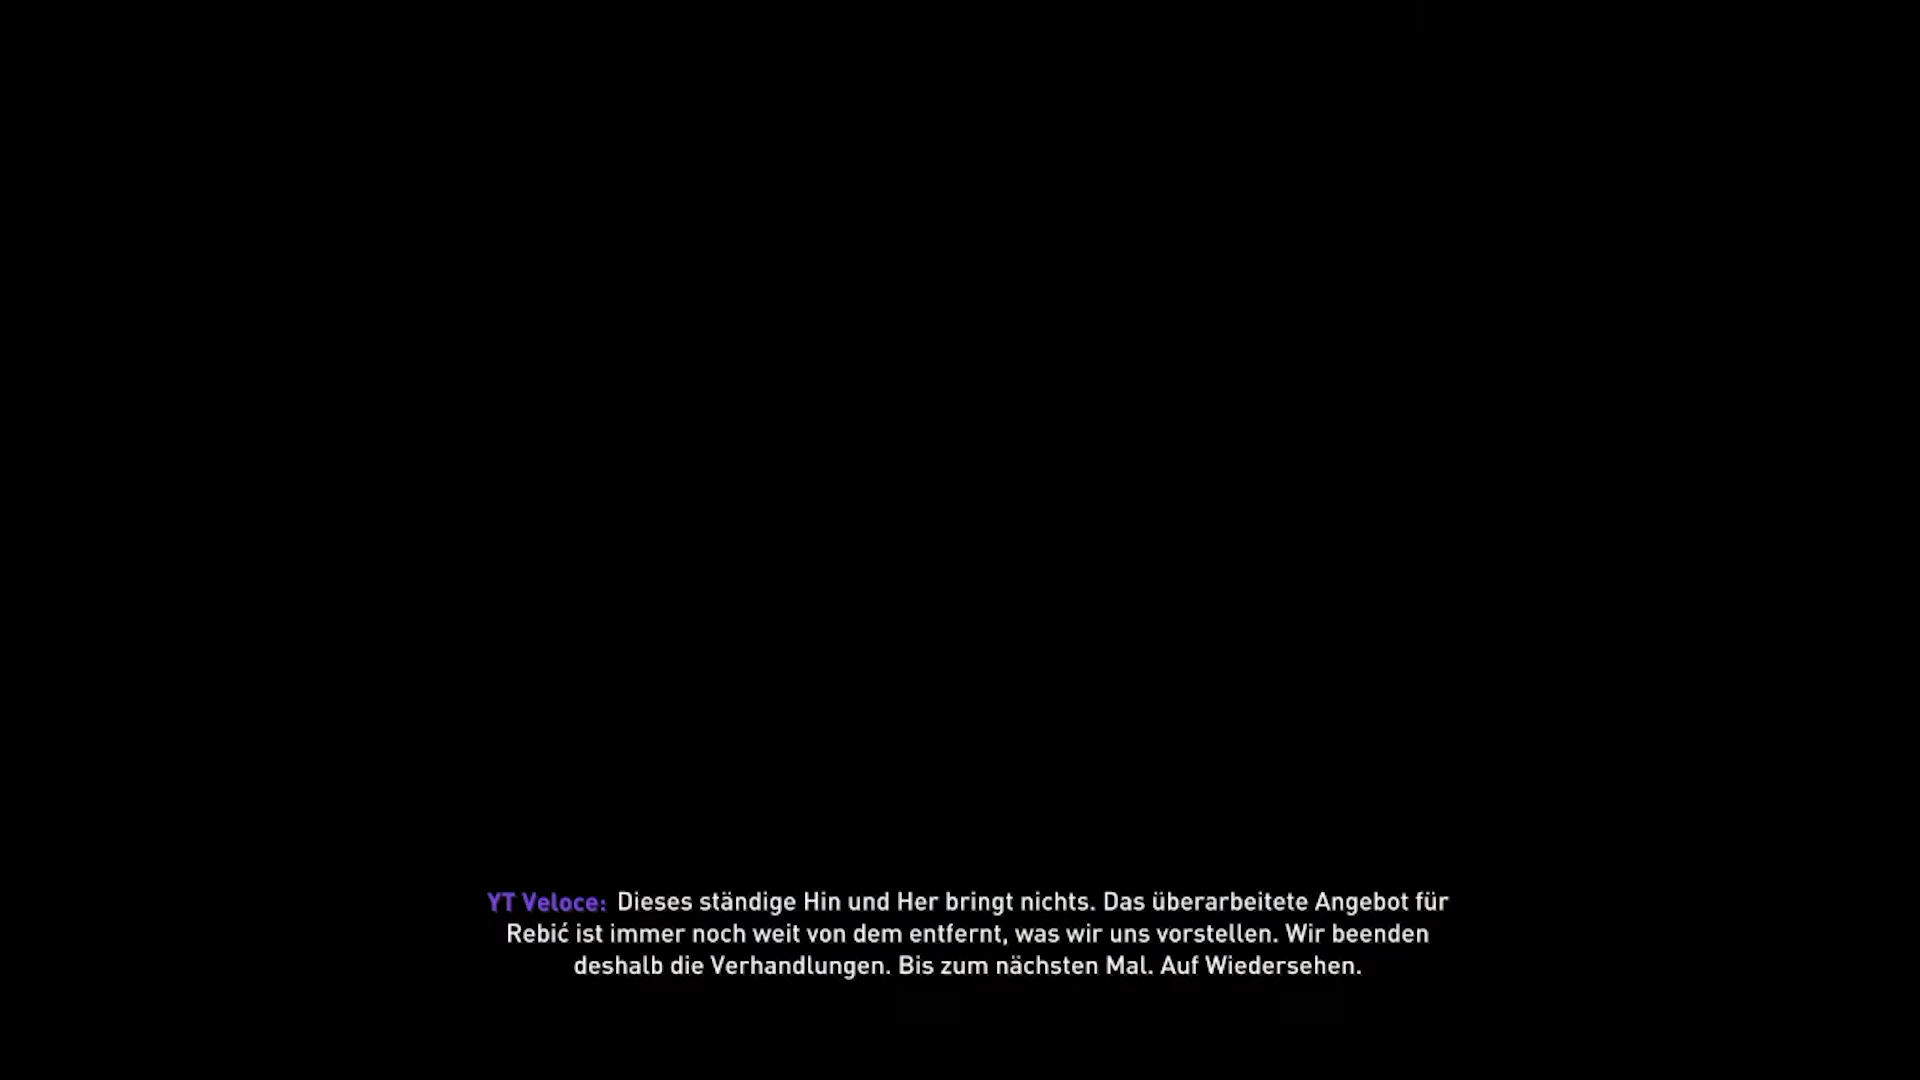 YT Veloce: Dieses ständige Hin und Her bringt nichts. Das überarbeitete Angebot für
Rebić ist immer noch weit von dem entfernt, was wir uns vorstellen. Wir beenden
deshalb die Verhandlungen. Bis zum nächsten Mal. Auf Wiedersehen.